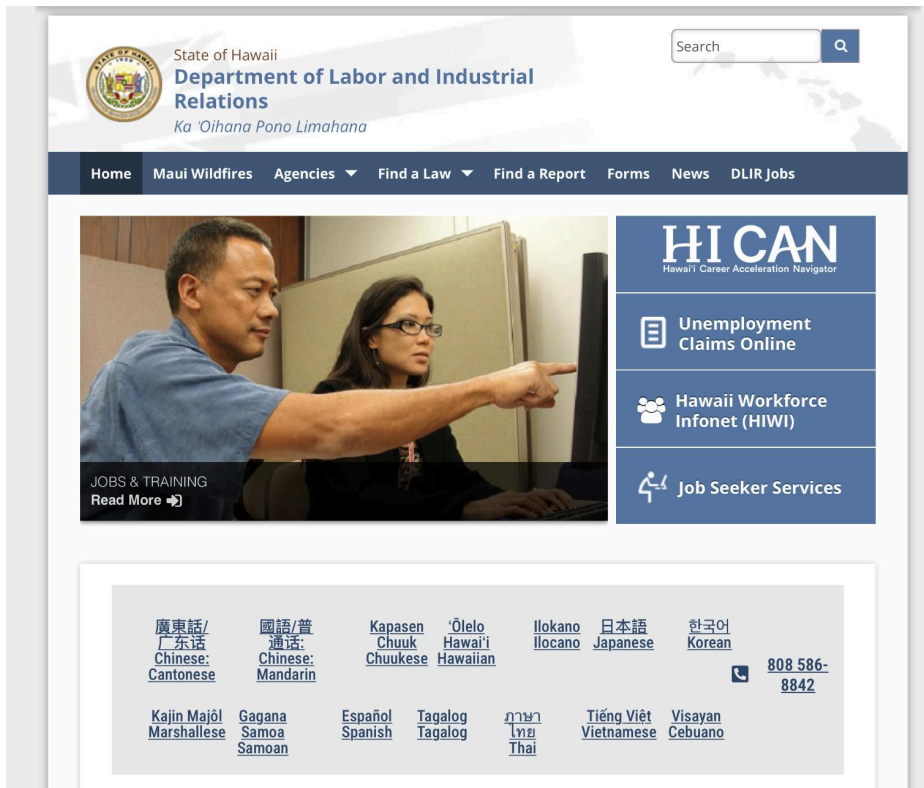 State of Hawaii
Department of Labor and Industrial
Relations
Ka ʻOihana Pono Limahana
Search
Home Maui Wildfires Agencies Find a Law Find a Report Forms News DLIR Jobs
HI CAN
Hawaiʻi Career Acceleration Navigator
Unemployment
Claims Online
Hawaii Workforce
Infonet (HIWI)
Job Seeker Services
JOBS & TRAINING
Read More
廣東話/
广东话
Chinese:
Cantonese
國語/普
通话:
Chinese:
Mandarin
Kapasen
Chuuk
Chuukese
ʻŌlelo
Hawaiʻi
Hawaiian
Ilokano
Ilocano
日本語
Japanese
한국어
Korean
808 586-
8842
Kajin Majôl
Marshallese
Gagana
Samoa
Samoan
Español
Spanish
Tagalog
Tagalog
ภาษา
ไทย
Thai
Tiếng Việt
Vietnamese
Visayan
Cebuano